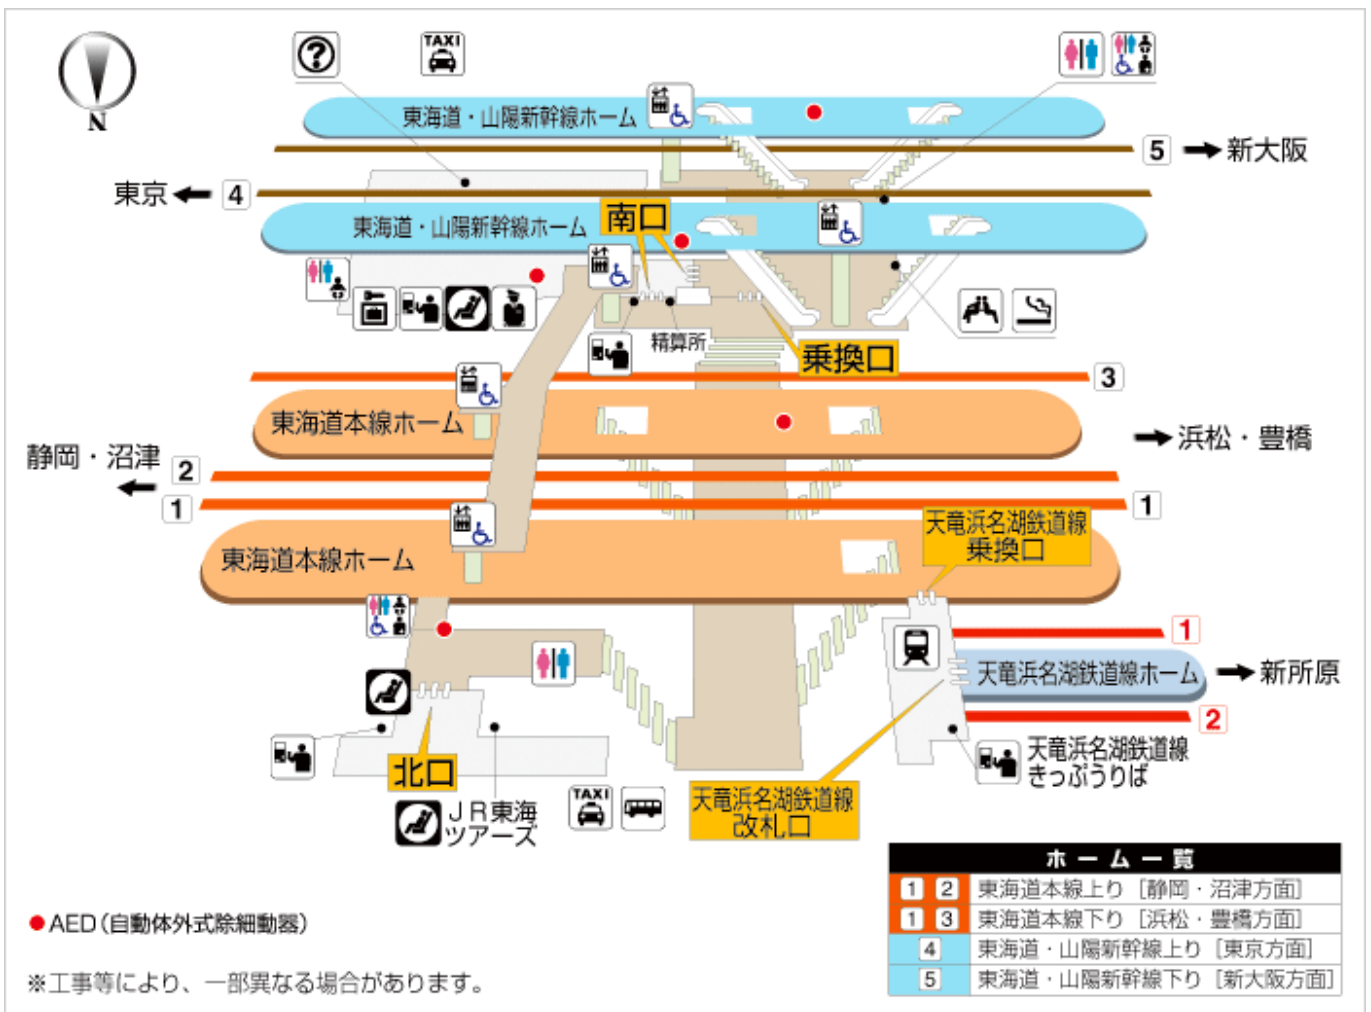 N
?
TAXI
東海道・山陽新幹線ホーム
5
新大阪
東京
4
東海道・山陽新幹線ホーム
南口
精算所
乗換口
3
東海道本線ホーム
浜松・豊橋
静岡・沼津
2
1
1
天竜浜名湖鉄道線
乗換口
東海道本線ホーム
1
天竜浜名湖鉄道線ホーム
新所原
2
北口
天竜浜名湖鉄道線
きっぷうりば
JR東海
ツアーズ
TAXI
天竜浜名湖鉄道線
改札口
ホーム一覧
1 2 東海道本線上り［静岡・沼津方面］
1 3 東海道本線下り［浜松・豊橋方面］
4 東海道・山陽新幹線上り［東京方面］
5 東海道・山陽新幹線下り［新大阪方面］
AED（自動体外式除細動器）
※工事等により、一部異なる場合があります。